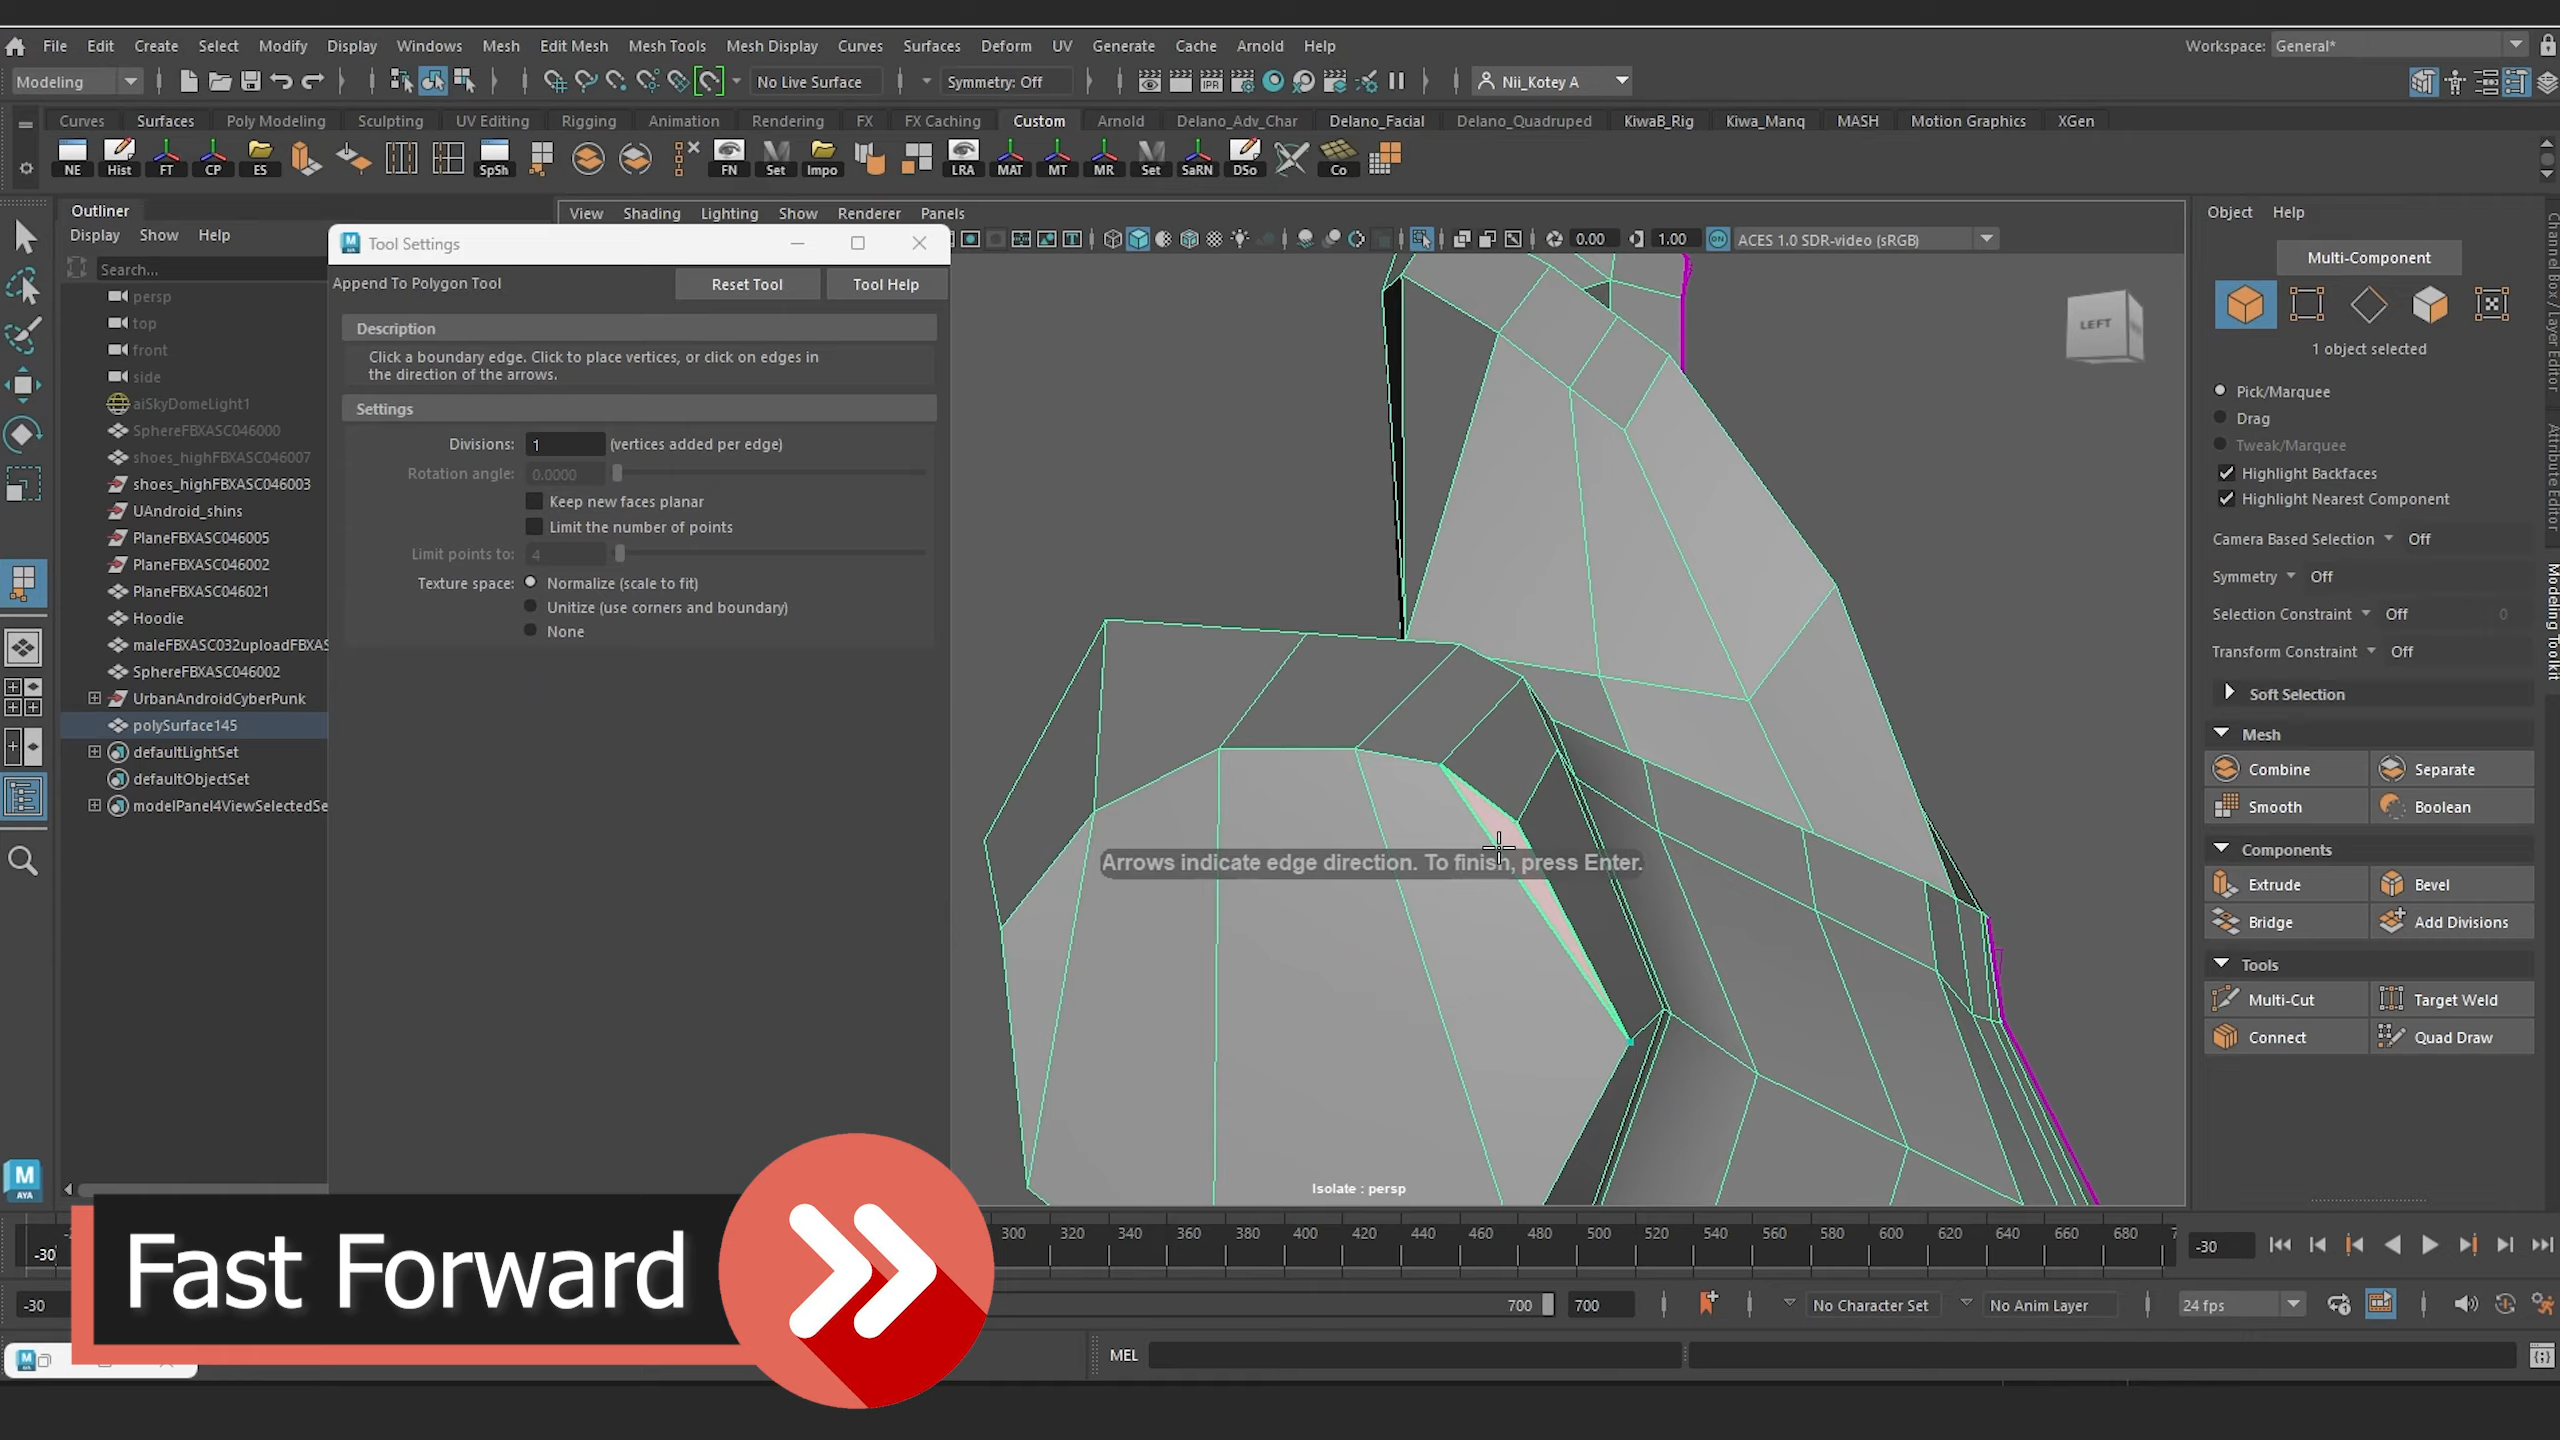 File Edit Create Select Modify Display Windows Mesh Edit Mesh Mesh Tools Mesh Display Curves Surfaces Deform UV Generate Cache Arnold Help Workspace: General*
Modeling No Live Surface Symmetry: Off IPR Nii_Kotey A
Curves Surfaces Poly Modeling Sculpting UV Editing Rigging Animation Rendering FX FX Caching Custom Arnold Delano_Adv_Char Delano_Facial Delano_Quadruped KiwaB_Rig Kiwa_Manq MASH Motion Graphics XGen
NE Hist FT CP ES SpSh FN Set Impo LRA MAT MT MR Set SaRN DSo Co
Outliner
Display Show Help
Search...
persp
top
front
side
aiSkyDomeLight1
SphereFBXASC046000
shoes_highFBXASC046007
shoes_highFBXASC046003
UAndroid_shins
PlaneFBXASC046005
PlaneFBXASC046002
PlaneFBXASC046021
Hoodie
maleFBXASC032uploadFBXAS
SphereFBXASC046002
UrbanAndroidCyberPunk
polySurface145
defaultLightSet
defaultObjectSet
modelPanel4ViewSelectedSe
Tool Settings
Append To Polygon Tool Reset Tool Tool Help
Description
Click a boundary edge. Click to place vertices, or click on edges in
the direction of the arrows.
Settings
Divisions: 1 (vertices added per edge)
Rotation angle: 0.0000
Keep new faces planar
Limit the number of points
Limit points to: 4
Texture space: Normalize (scale to fit)
Unitize (use corners and boundary)
None
View Shading Lighting Show Renderer Panels
0.00 1.00 ON ACES 1.0 SDR-video (sRGB)
LEFT
Arrows indicate edge direction. To finish, press Enter.
Isolate : persp
Object Help
Multi-Component
1 object selected
Pick/Marquee
Drag
Tweak/Marquee
Highlight Backfaces
Highlight Nearest Component
Camera Based Selection Off
Symmetry Off
Selection Constraint Off 0
Transform Constraint Off
Soft Selection
Mesh
Combine Separate
Smooth Boolean
Components
Extrude Bevel
Bridge Add Divisions
Tools
Multi-Cut Target Weld
Connect Quad Draw
Channel Box / Layer Editor
Attribute Editor
Modeling Toolkit
M
AYA
Fast Forward
-30 300 320 340 360 380 400 420 440 460 480 500 520 540 560 580 600 620 640 660 680 7 -30
-30 700 700 No Character Set No Anim Layer 24 fps
MEL